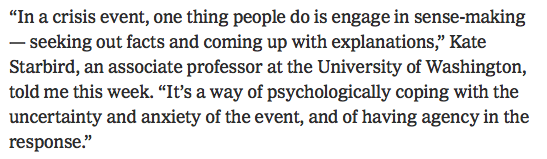 “In a crisis event, one thing people do is engage in sense-making
— seeking out facts and coming up with explanations,” Kate
Starbird, an associate professor at the University of Washington,
told me this week. “It’s a way of psychologically coping with the
uncertainty and anxiety of the event, and of having agency in the
response.”